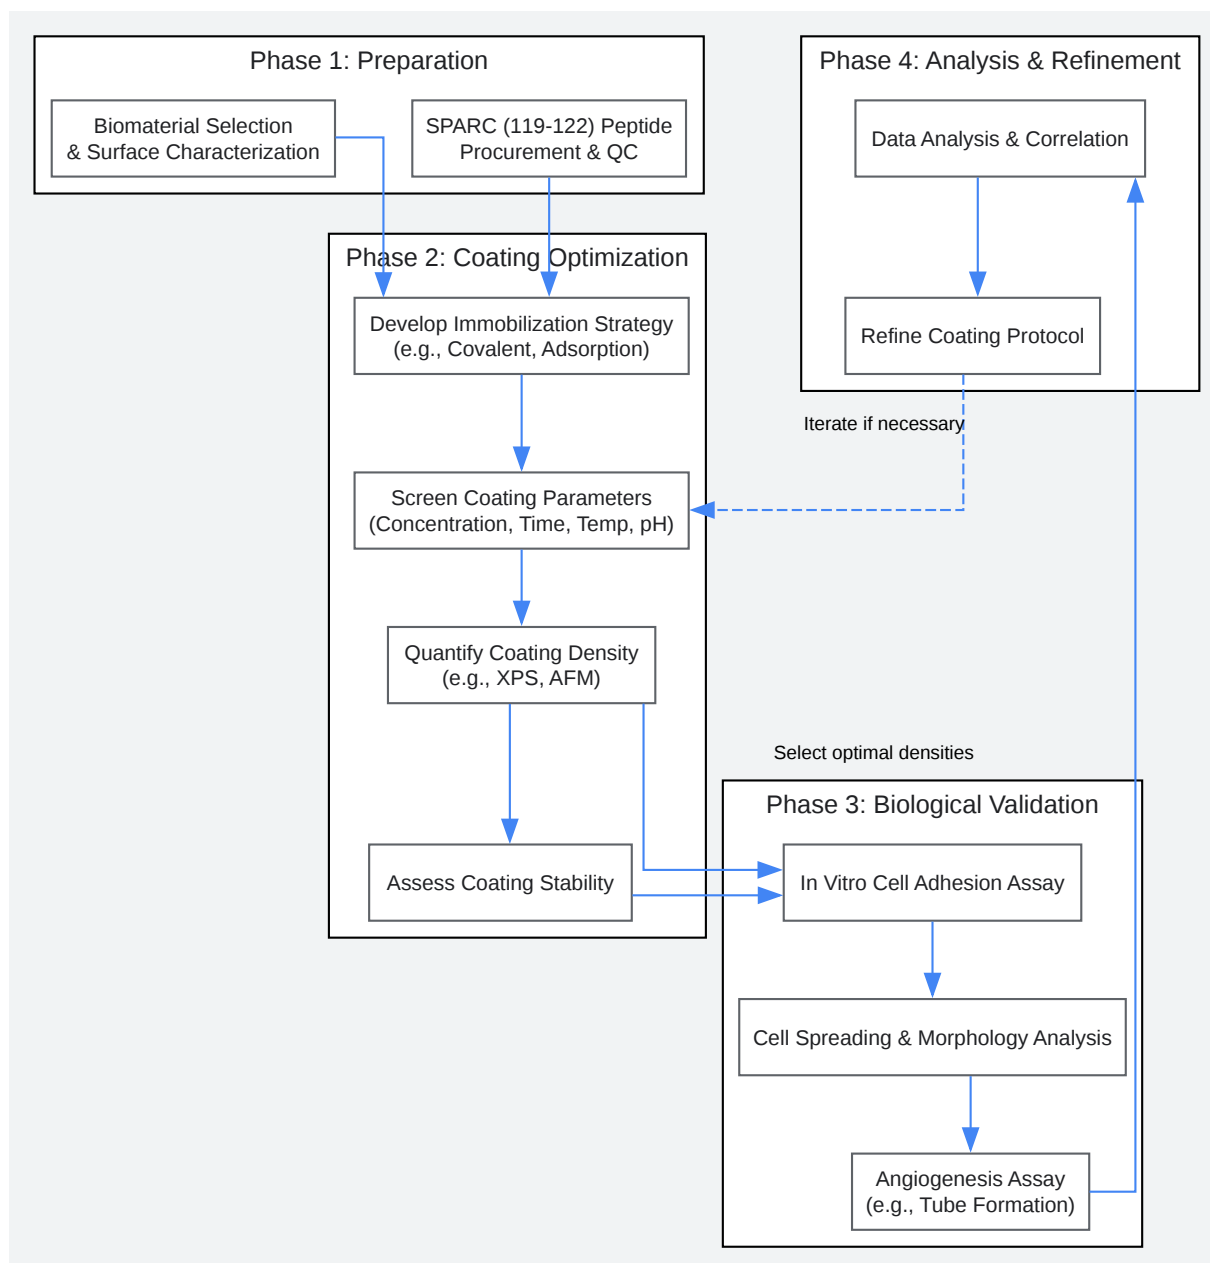 Phase 1: Preparation
Biomaterial Selection
& Surface Characterization
SPARC (119-122) Peptide
Procurement & QC
Phase 2: Coating Optimization
Develop Immobilization Strategy
(e.g., Covalent, Adsorption)
Screen Coating Parameters
(Concentration, Time, Temp, pH)
Quantify Coating Density
(e.g., XPS, AFM)
Assess Coating Stability
Select optimal densities
Phase 3: Biological Validation
In Vitro Cell Adhesion Assay
Cell Spreading & Morphology Analysis
Angiogenesis Assay
(e.g., Tube Formation)
Phase 4: Analysis & Refinement
Data Analysis & Correlation
Refine Coating Protocol
Iterate if necessary